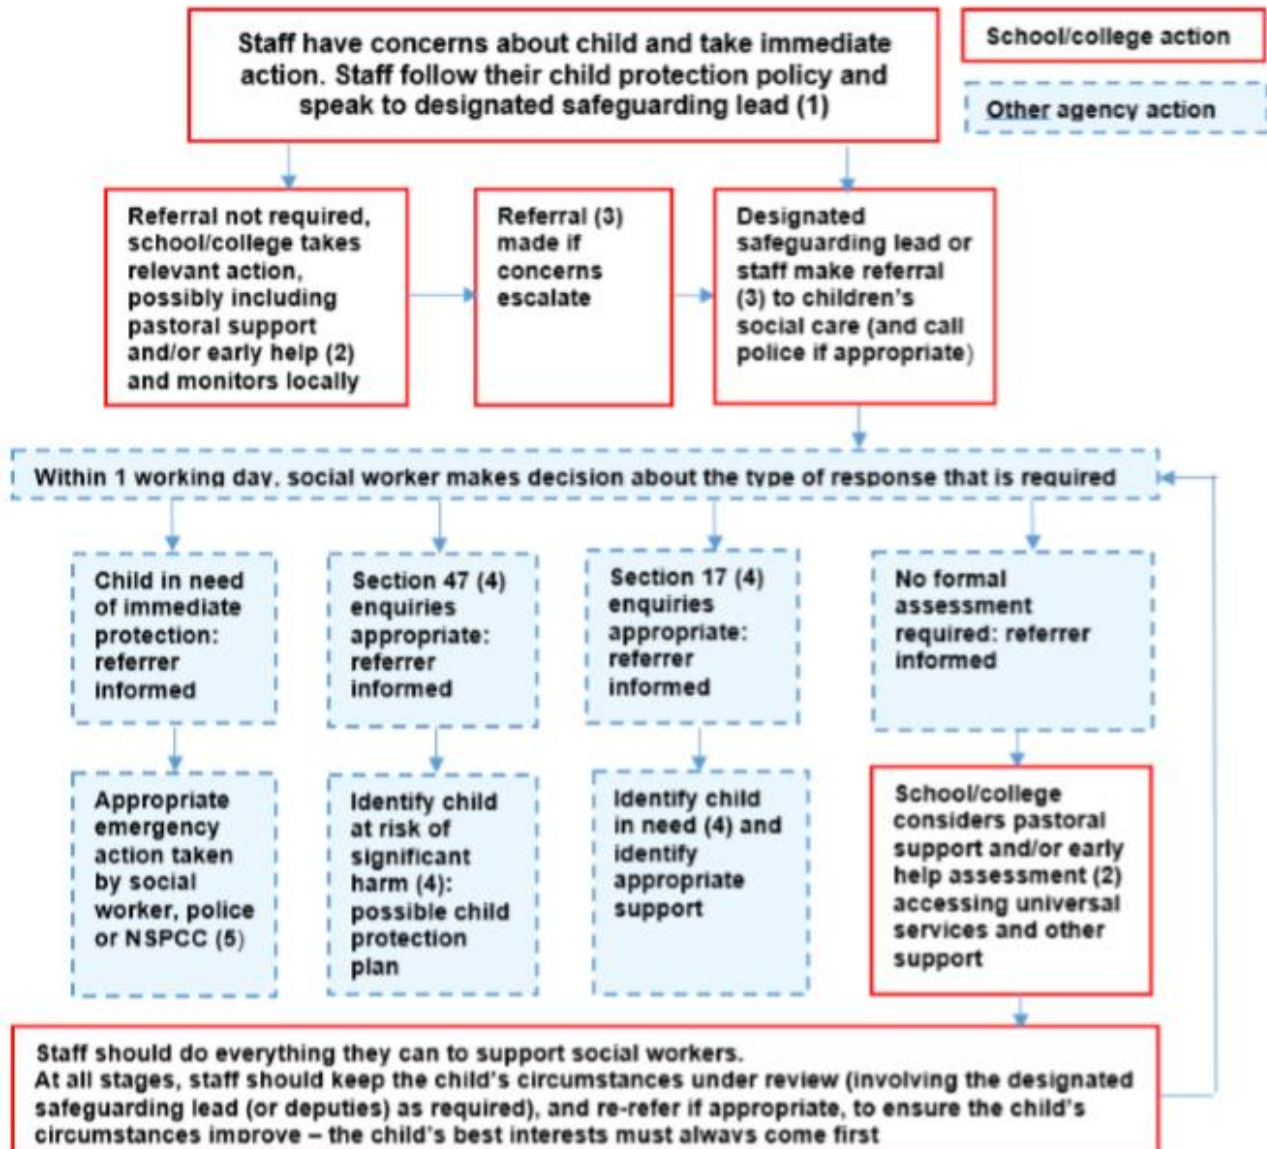 Staff have concerns about child and take immediate
action. Staff follow their child protection policy and
speak to designated safeguarding lead (1)
School/college action
Other agency action
Referral not required,
school/college takes
relevant action,
possibly including
pastoral support
and/or early help (2)
and monitors locally
Referral (3)
made if
concerns
escalate
Designated
safeguarding lead or
staff make referral
(3) to children's
social care (and call
police if appropriate)
Within 1 working day, social worker makes decision about the type of response that is required
Child in need
of immediate
protection:
referrer
informed
Section 47 (4)
enquiries
appropriate:
referrer
informed
Section 17 (4)
enquiries
appropriate:
referrer
informed
No formal
assessment
required: referrer
informed
Appropriate
emergency
action taken
by social
worker, police
or NSPCC (5)
Identify child
at risk of
significant
harm (4):
possible child
protection
plan
Identify child
in need (4) and
identify
appropriate
support
School/college
considers pastoral
support and/or early
help assessment (2)
accessing universal
services and other
support
Staff should do everything they can to support social workers.
At all stages, staff should keep the child's circumstances under review (involving the designated
safeguarding lead (or deputies) as required), and re-refer if appropriate, to ensure the child's
circumstances improve – the child's best interests must always come first